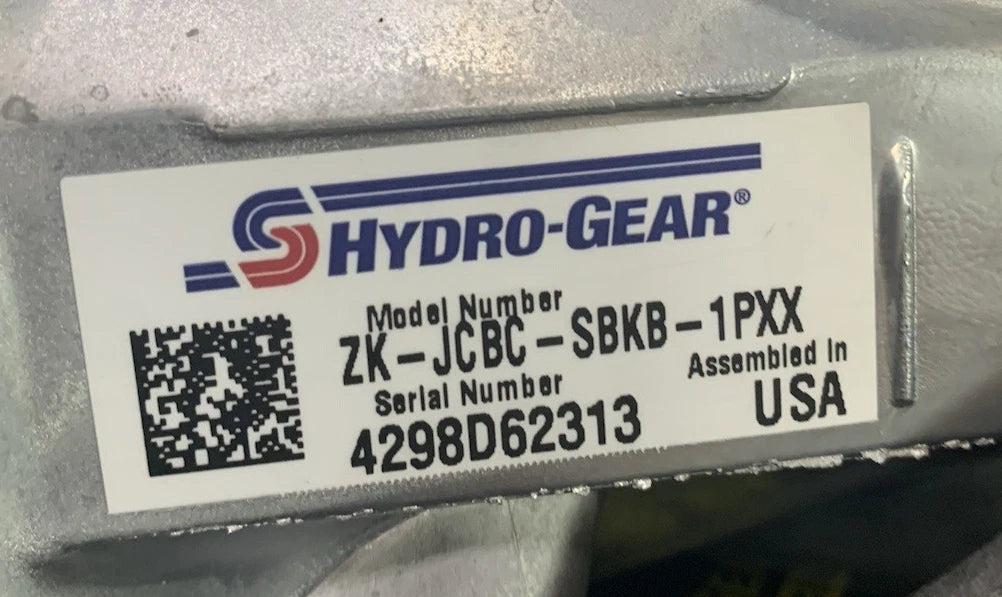 HYDRO-GEAR®
Model Number
ZK-JCBC-SBKB-1PXX
Serial Number
Assembled In
4298D62313
USA